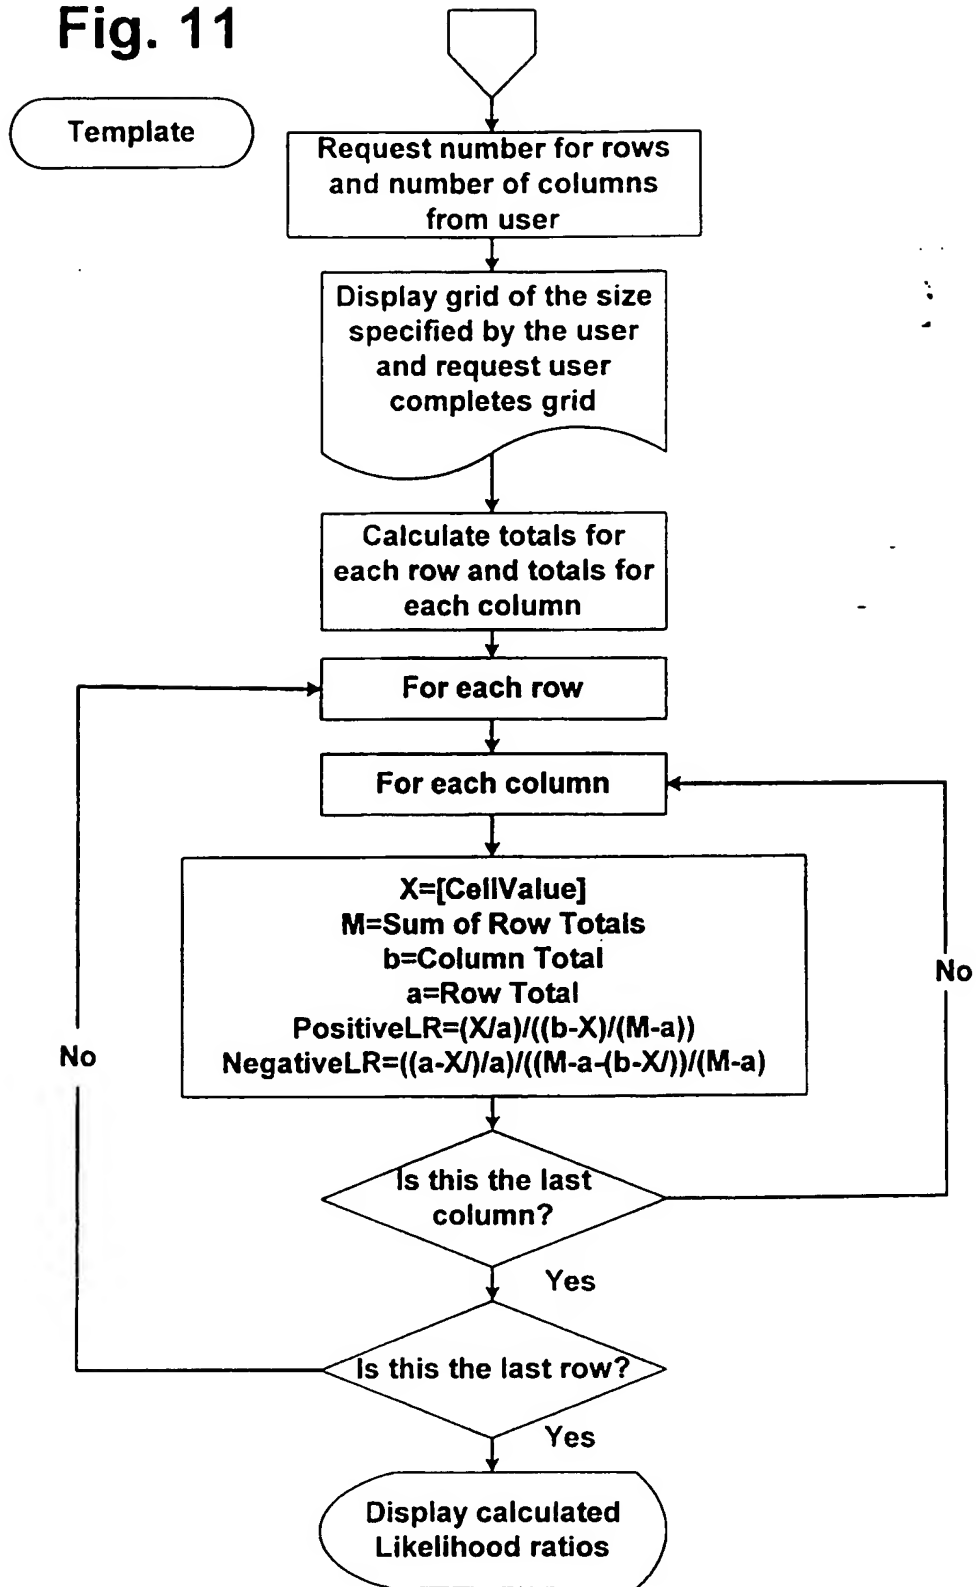 Fig. 11
Template
Request number for rows
and number of columns
from user
Display grid of the size
specified by the user
and request user
completes grid
Calculate totals for
each row and totals for
each column
For each row
For each column
X=[CellValue]
M=Sum of Row Totals
b=Column Total
a=Row Total
PositiveLR=(X/a)/((b-X)/(M-a))
NegativeLR=((a-X/)/a)/((M-a-(b-X/))/(M-a)
No
No
Is this the last
column?
Yes
Is this the last row?
Yes
Display calculated
Likelihood ratios